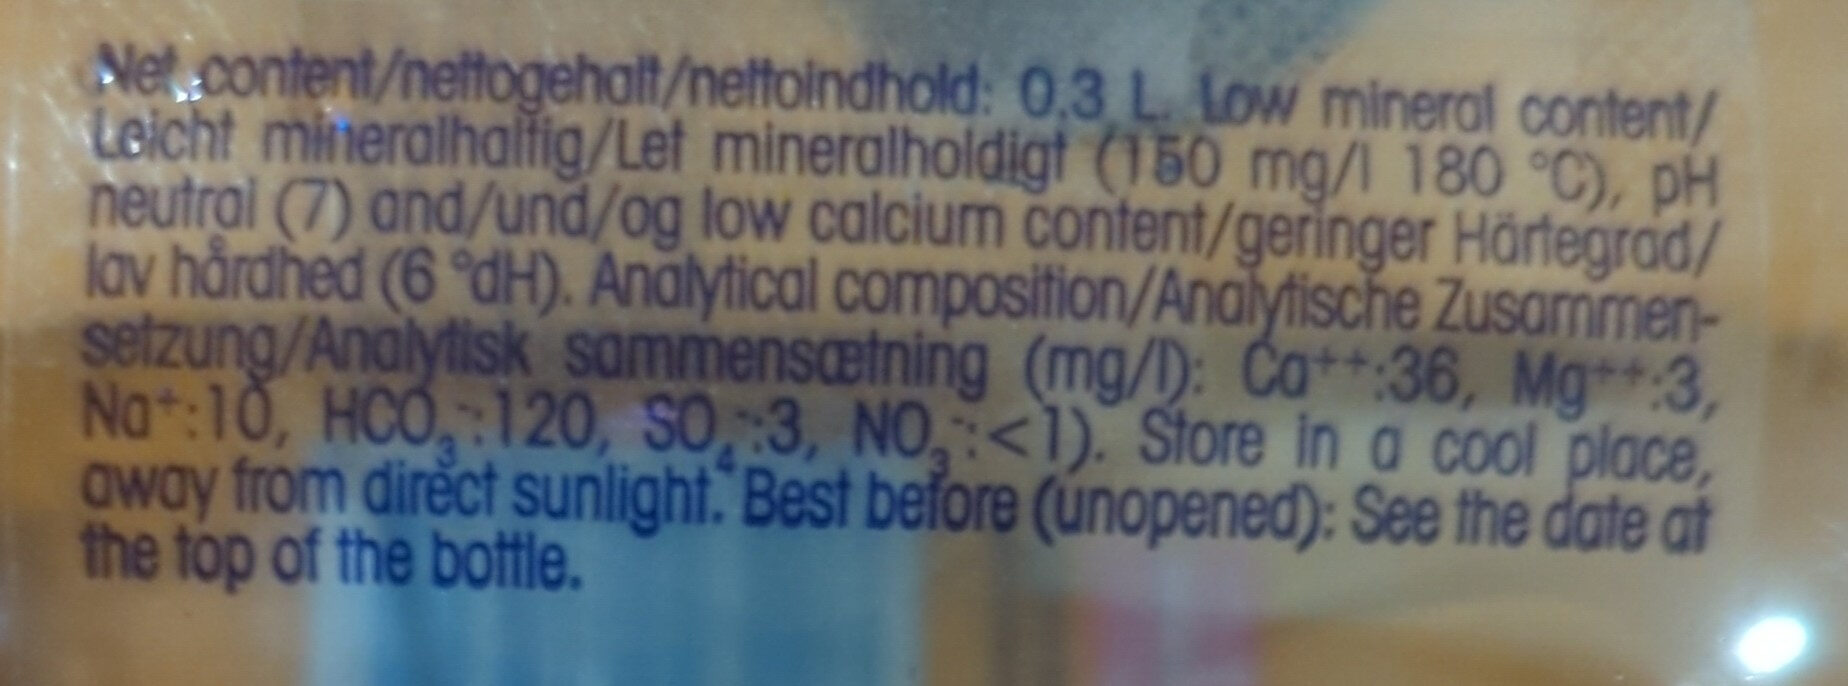 Net content/nettogehalt/nettoindhold: 0.3 L. Low mineral content/
Leicht mineralhaltig/Let mineralholdigt (150 mg/l 180 °C), pH
neutral (7) and/und/og low calcium content/geringer Härtegrad/
lav hårdhed (6 °dH). Analytical composition/Analytische Zusammen-
setzung/Analytisk sammensætning (mg/l): Ca⁺⁺:36, Mg⁺⁺:3,
Na⁺:10, HCO₃⁻:120, SO₄⁻:3, NO₃⁻:<1). Store in a cool place,
away from direct sunlight. Best before (unopened): See the date at
the top of the bottle.